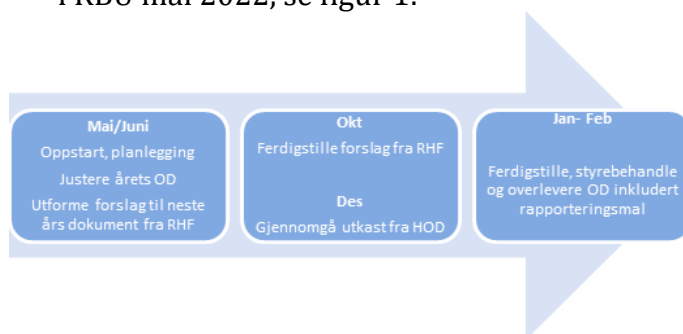 i RBU mai 2022, se figur 1.
Mai/Juni
Oppstart, planlegging
Justere årets OD
Utforme forslag til neste
års dokument fra RHF
Okt
Ferdigstille forslag fra RHF
Des
Gjennomgå utkast fra HOD
Jan- Feb
Ferdigstille, styrebehandle
og overlevere OD inkludert
rapporteringsmal